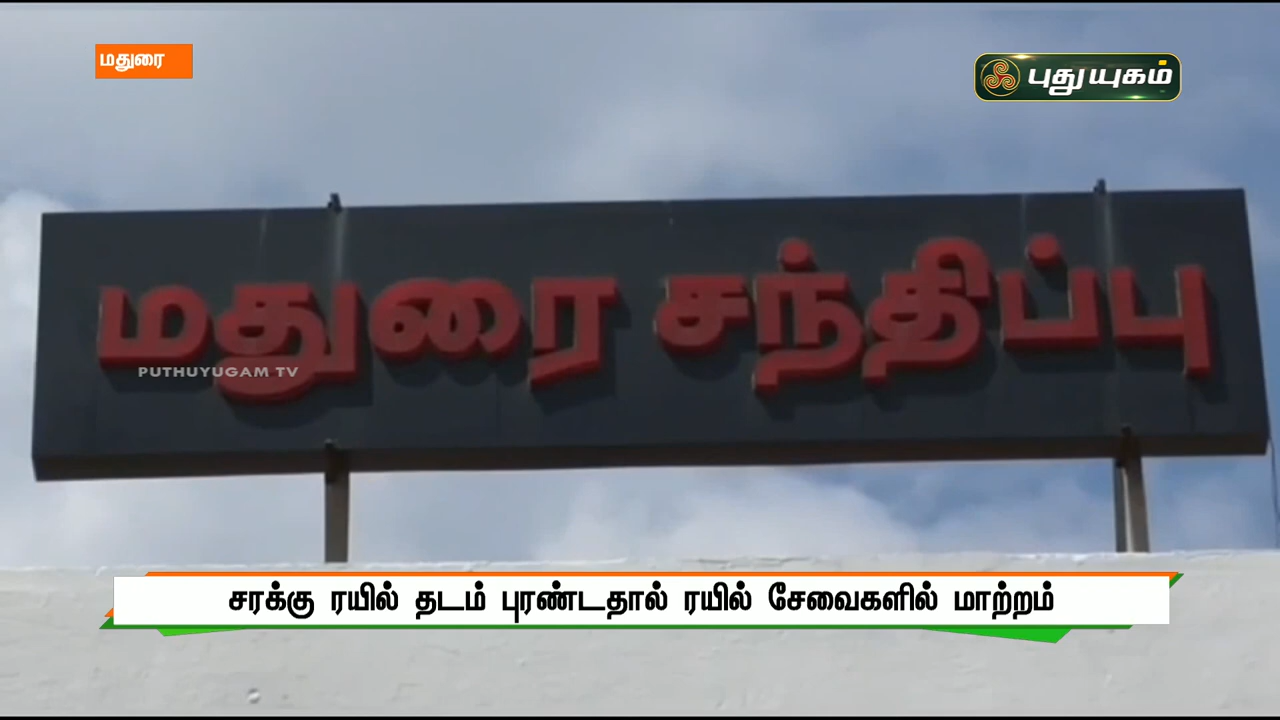 மதுரை
புதுயுகம்
மதுரை சந்திப்பு
PUTHUYUGAM TV
சரக்கு ரயில் தடம் புரண்டதால் ரயில் சேவைகளில் மாற்றம்